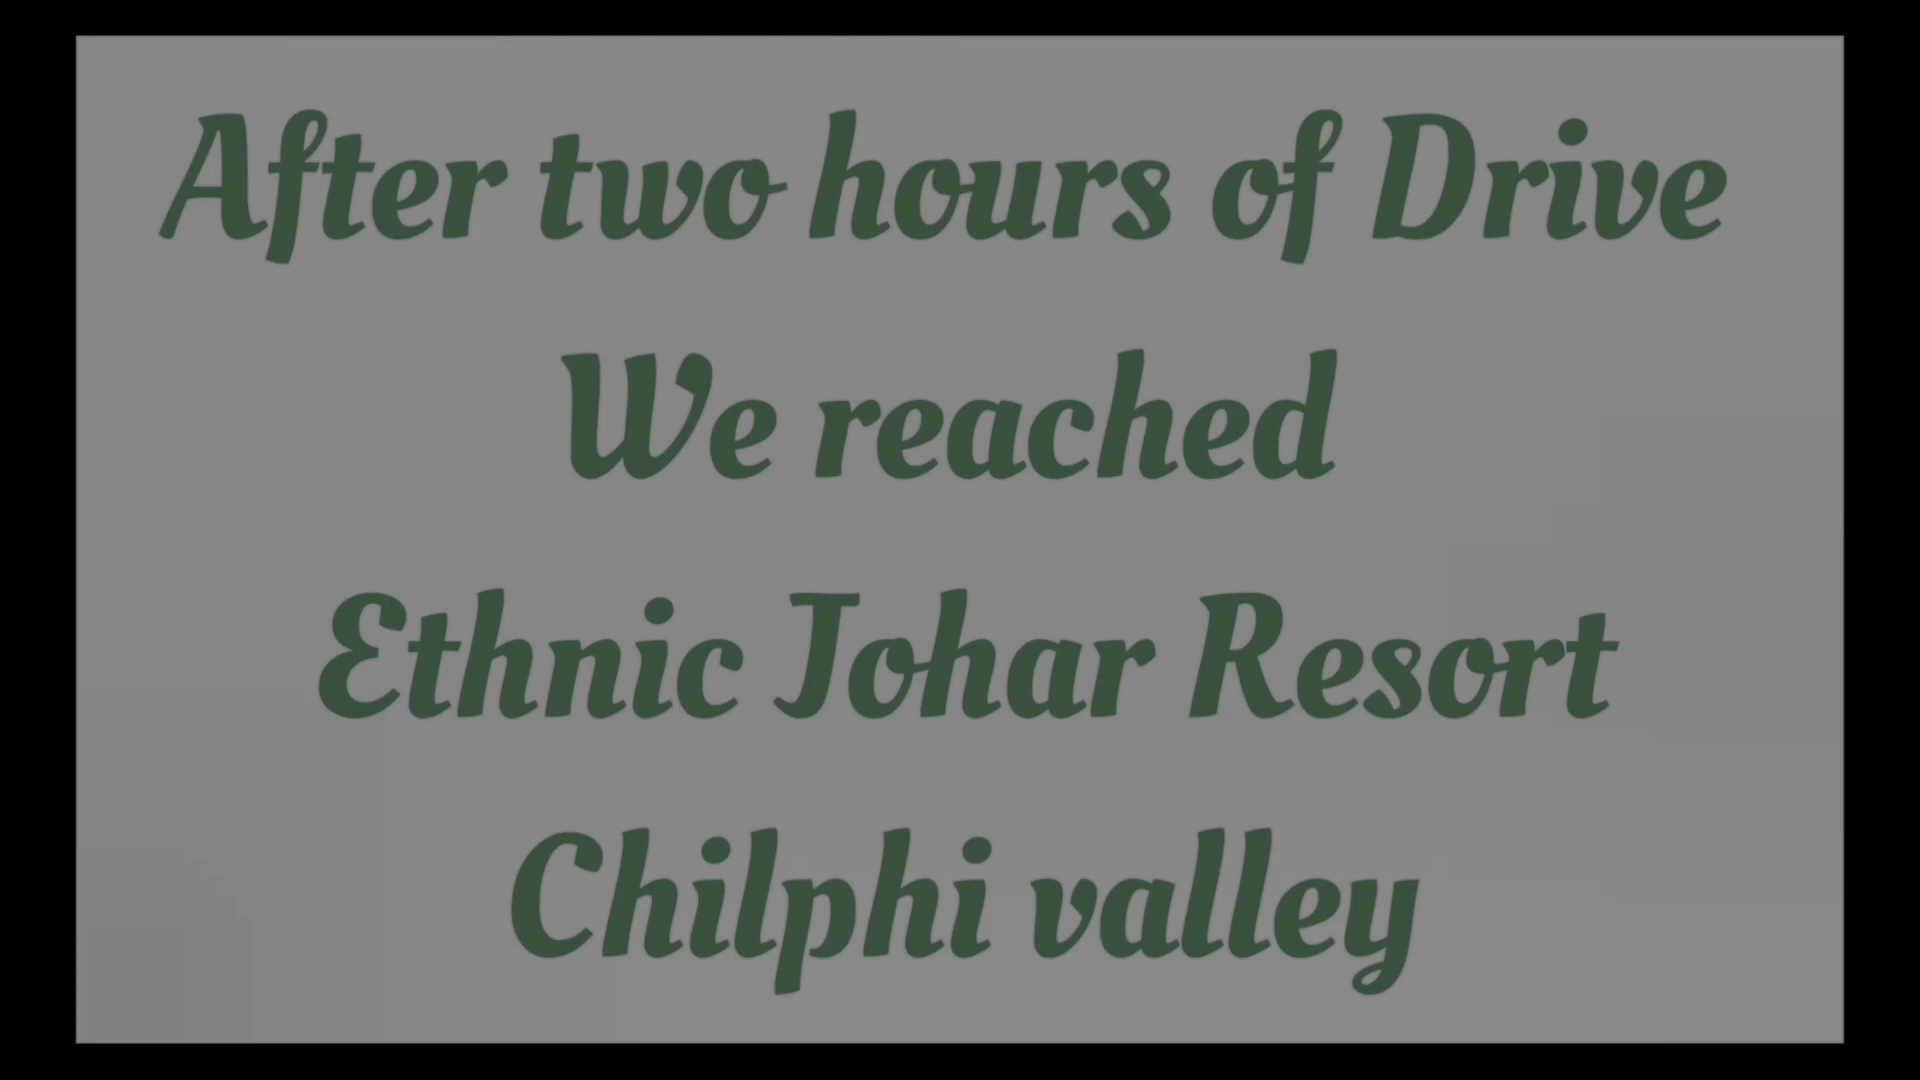 After two hours of Drive
We reached
Ethnic Johar Resort
Chilphi valley